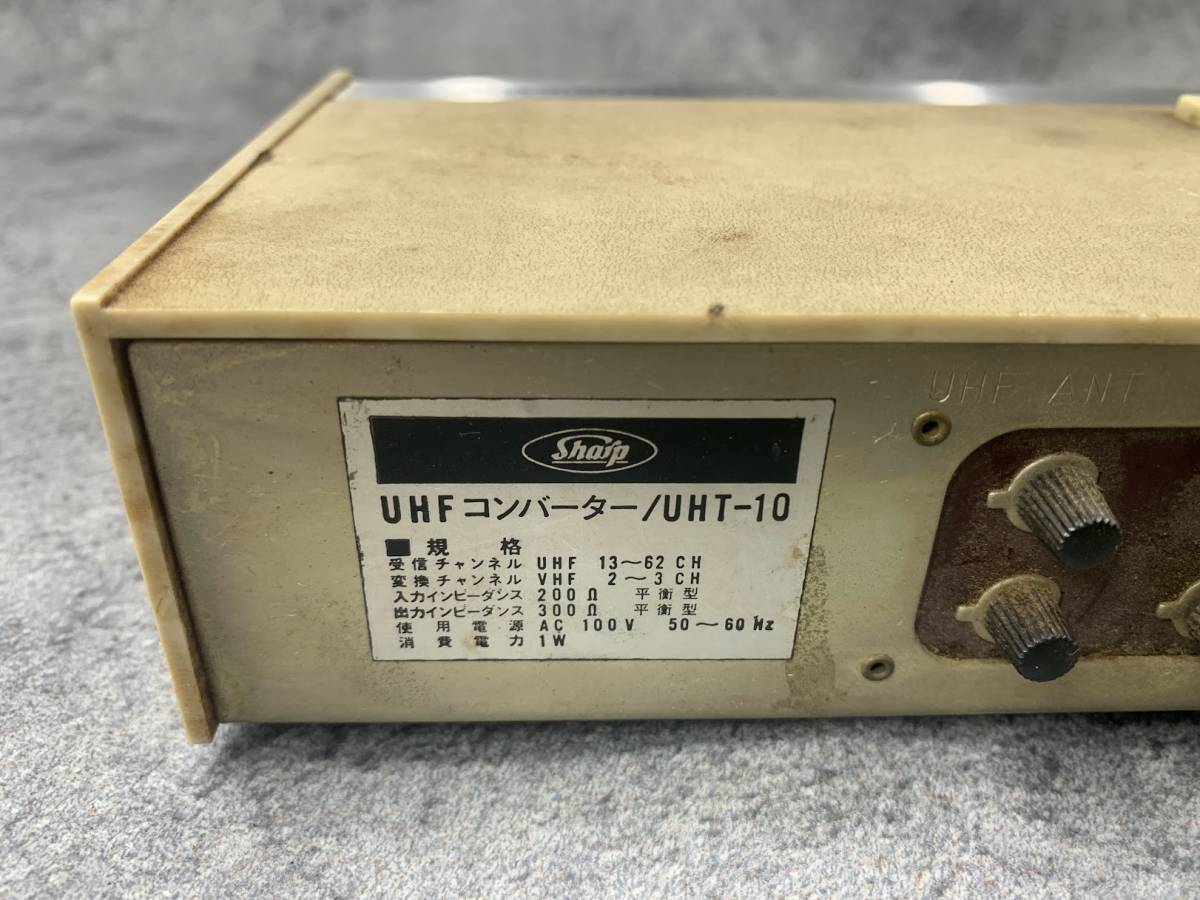 UHF ANT
Sharp
UHFコンバーター/UHT-10
■規格
受信チャンネル UHF 13〜62 CH
変換チャンネル VHF 2〜3 CH
入力インピーダンス 200Ω 平衡型
出力インピーダンス 300Ω 平衡型
使用電源 AC 100V 50〜60Hz
消費電力 1W